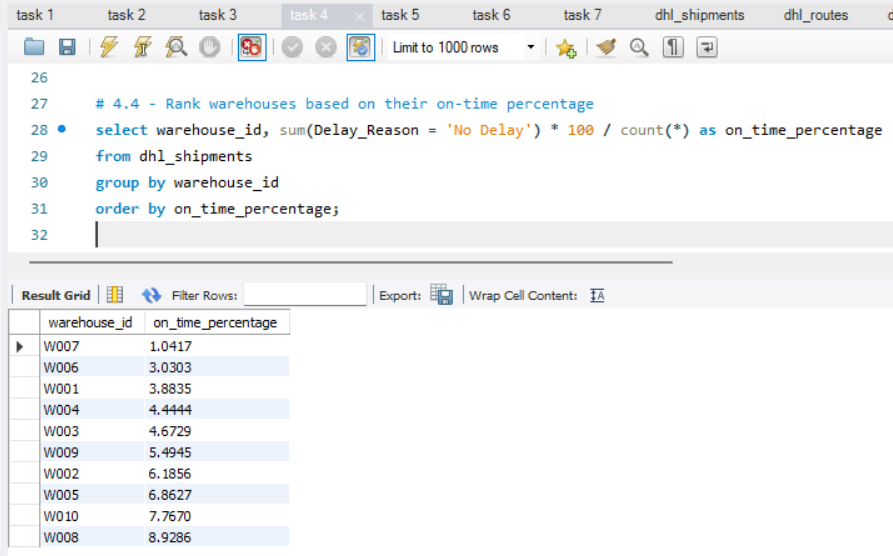 task 1 task 2 task 3 task 4 task 5 task 6 task 7 dhl_shipments dhl_routes
Limit to 1000 rows
26
27 # 4.4 - Rank warehouses based on their on-time percentage
28 select warehouse_id, sum(Delay_Reason = 'No Delay') * 100 / count(*) as on_time_percentage
29 from dhl_shipments
30 group by warehouse_id
31 order by on_time_percentage;
32
Result Grid Filter Rows: Export: Wrap Cell Content: IA
warehouse_id on_time_percentage
W007 1.0417
W006 3.0303
W001 3.8835
W004 4.4444
W003 4.6729
W009 5.4945
W002 6.1856
W005 6.8627
W010 7.7670
W008 8.9286